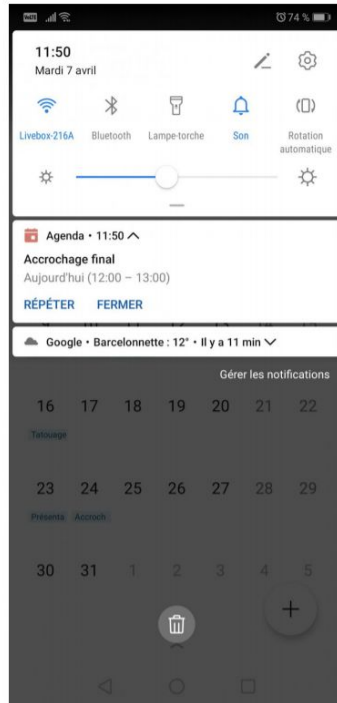 74 %
11:50
Mardi 7 avril
Livebox-216A
Bluetooth
Lampe-torche
Son
Rotation
automatique
Agenda • 11:50
Accrochage final
Aujourd'hui (12:00 – 13:00)
RÉPÉTER FERMER
Google • Barcelonnette : 12° • Il y a 11 min
Gérer les notifications
16 17 18 19 20 21 22
Tatouage
23 24 25 26 27 28 29
Présents Accroch
30 31 1 2 3 4 5